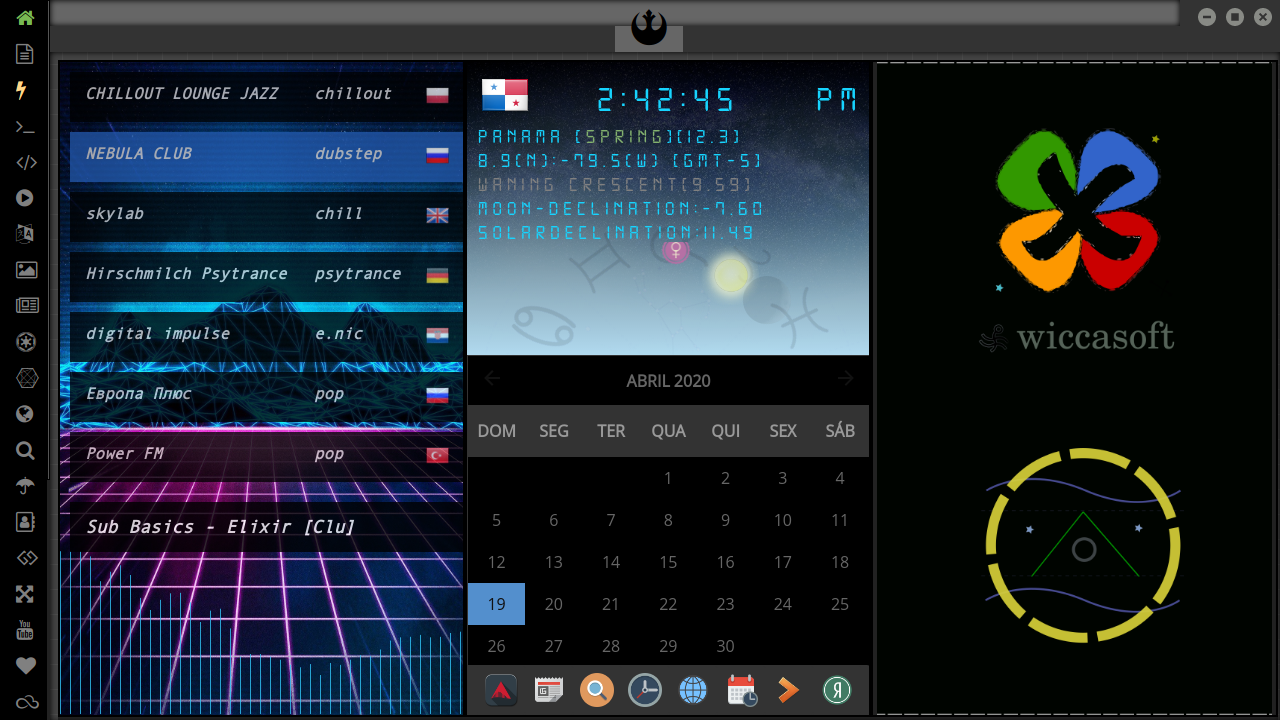 CHILLOUT LOUNGE JAZZ chillout
NEBULA CLUB dubstep
skylab chill
Hirschmilch Psytrance psytrance
digital impulse e.nic
Европа Плюс pop
Power FM pop
Sub Basics - Elixir [Clu]
2:42:45 PM
PANAMA [SPRING][12.3]
8.9(N):-79.5(W) [GMT-5]
WANING CRESCENT(9.59)
MOON-DECLINATION:-7.60
SOLARDECLINATION:11.49
ABRIL 2020
DOM SEG TER QUA QUI SEX SÁB
1 2 3 4
5 6 7 8 9 10 11
12 13 14 15 16 17 18
19 20 21 22 23 24 25
26 27 28 29 30
Я
wiccasoft
You
Tube